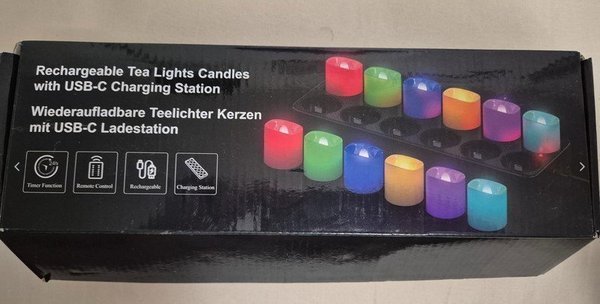 Rechargeable Tea Lights Candles
with USB-C Charging Station
Wiederaufladbare Teelichter Kerzen
mit USB-C Ladestation
24h
Timer Function
Remote Control
Rechargeable
Charging Station